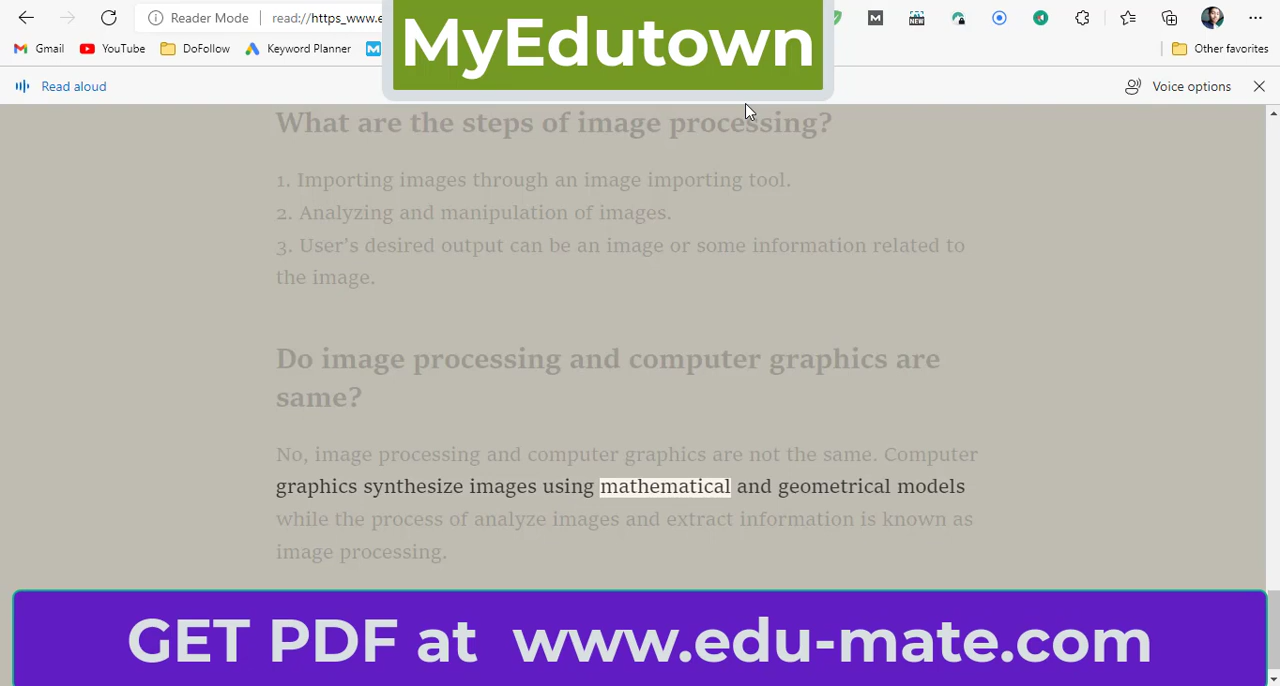 Reader Mode
read://https_www.e
MyEdutown
NEW
Gmail
YouTube
DoFollow
Keyword Planner
Other favorites
Read aloud
Voice options
What are the steps of image processing?
1. Importing images through an image importing tool.
2. Analyzing and manipulation of images.
3. User's desired output can be an image or some information related to
the image.
Do image processing and computer graphics are
same?
No, image processing and computer graphics are not the same. Computer
graphics synthesize images using mathematical and geometrical models
while the process of analyze images and extract information is known as
image processing.
GET PDF at www.edu-mate.com